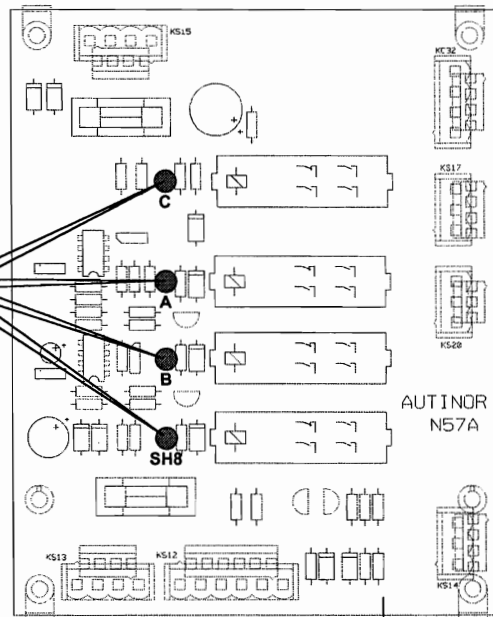 KS15
KC32
C
KS17
A
KS20
B
AUTINOR
N57A
SH8
KS13
KS12
KS14